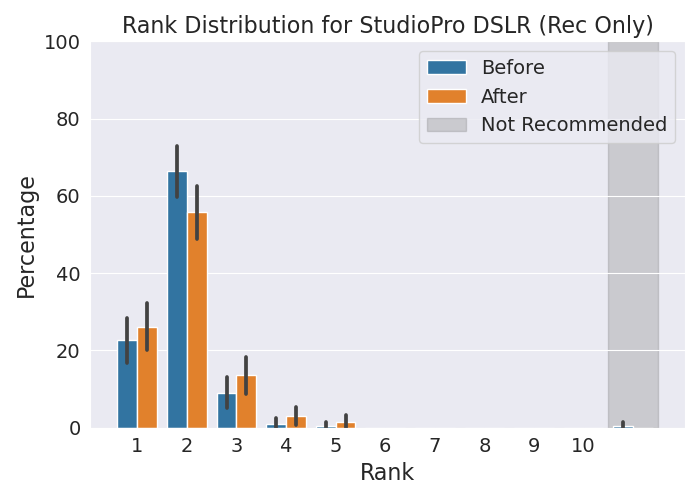 Rank Distribution for StudioPro DSLR (Rec Only)
100
80
60
40
20
0
Percentage
Before
After
Not Recommended
1 2 3 4 5 6 7 8 9 10
Rank